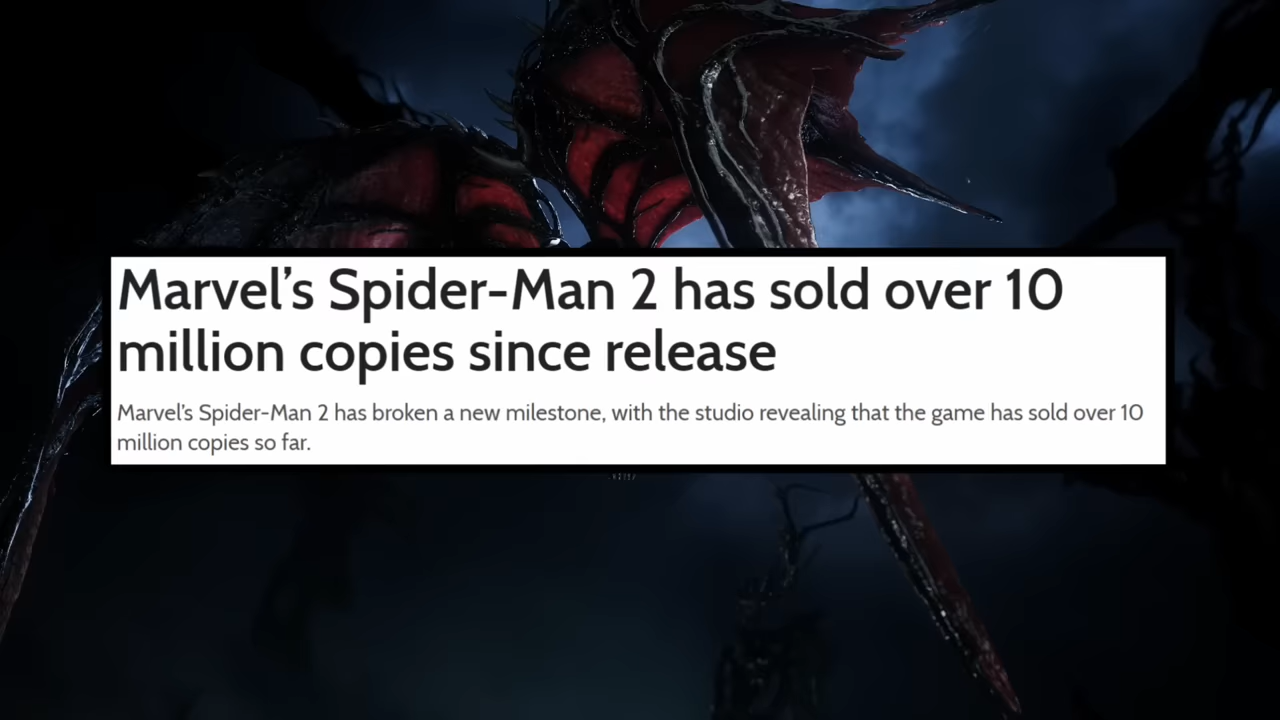 Marvel’s Spider-Man 2 has sold over 10
million copies since release
Marvel’s Spider-Man 2 has broken a new milestone, with the studio revealing that the game has sold over 10
million copies so far.